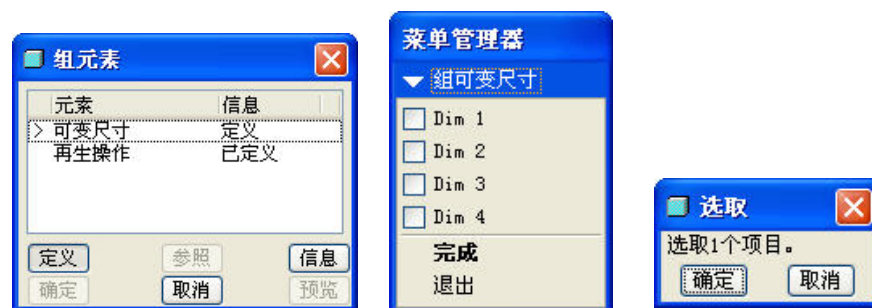 组元素
元素 信息
> 可变尺寸 定义
再生操作 已定义
定义 参照 信息
确定 取消 预览
菜单管理器
组可变尺寸
Dim 1
Dim 2
Dim 3
Dim 4
完成
退出
选取
选取1个项目。
确定 取消